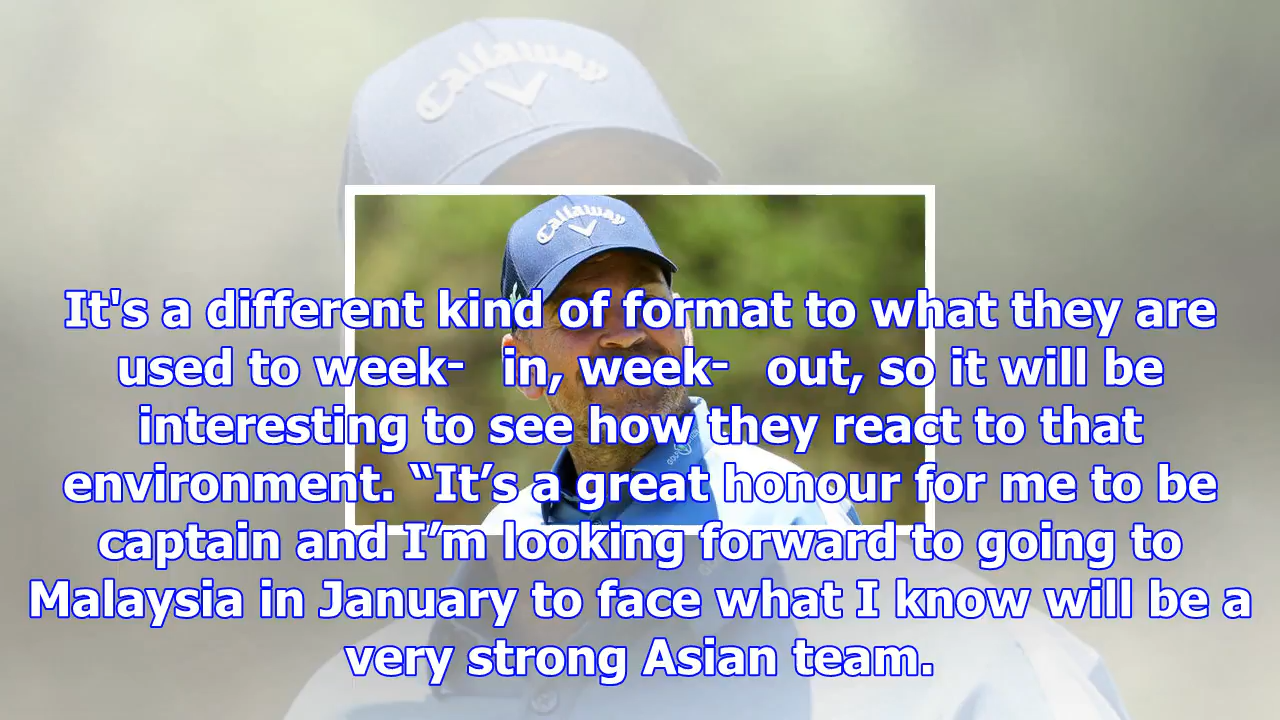 Callaway
Callaway
It's a different kind of format to what they are
used to week- in, week- out, so it will be
interesting to see how they react to that
environment. “It’s a great honour for me to be
captain and I’m looking forward to going to
Malaysia in January to face what I know will be a
very strong Asian team.